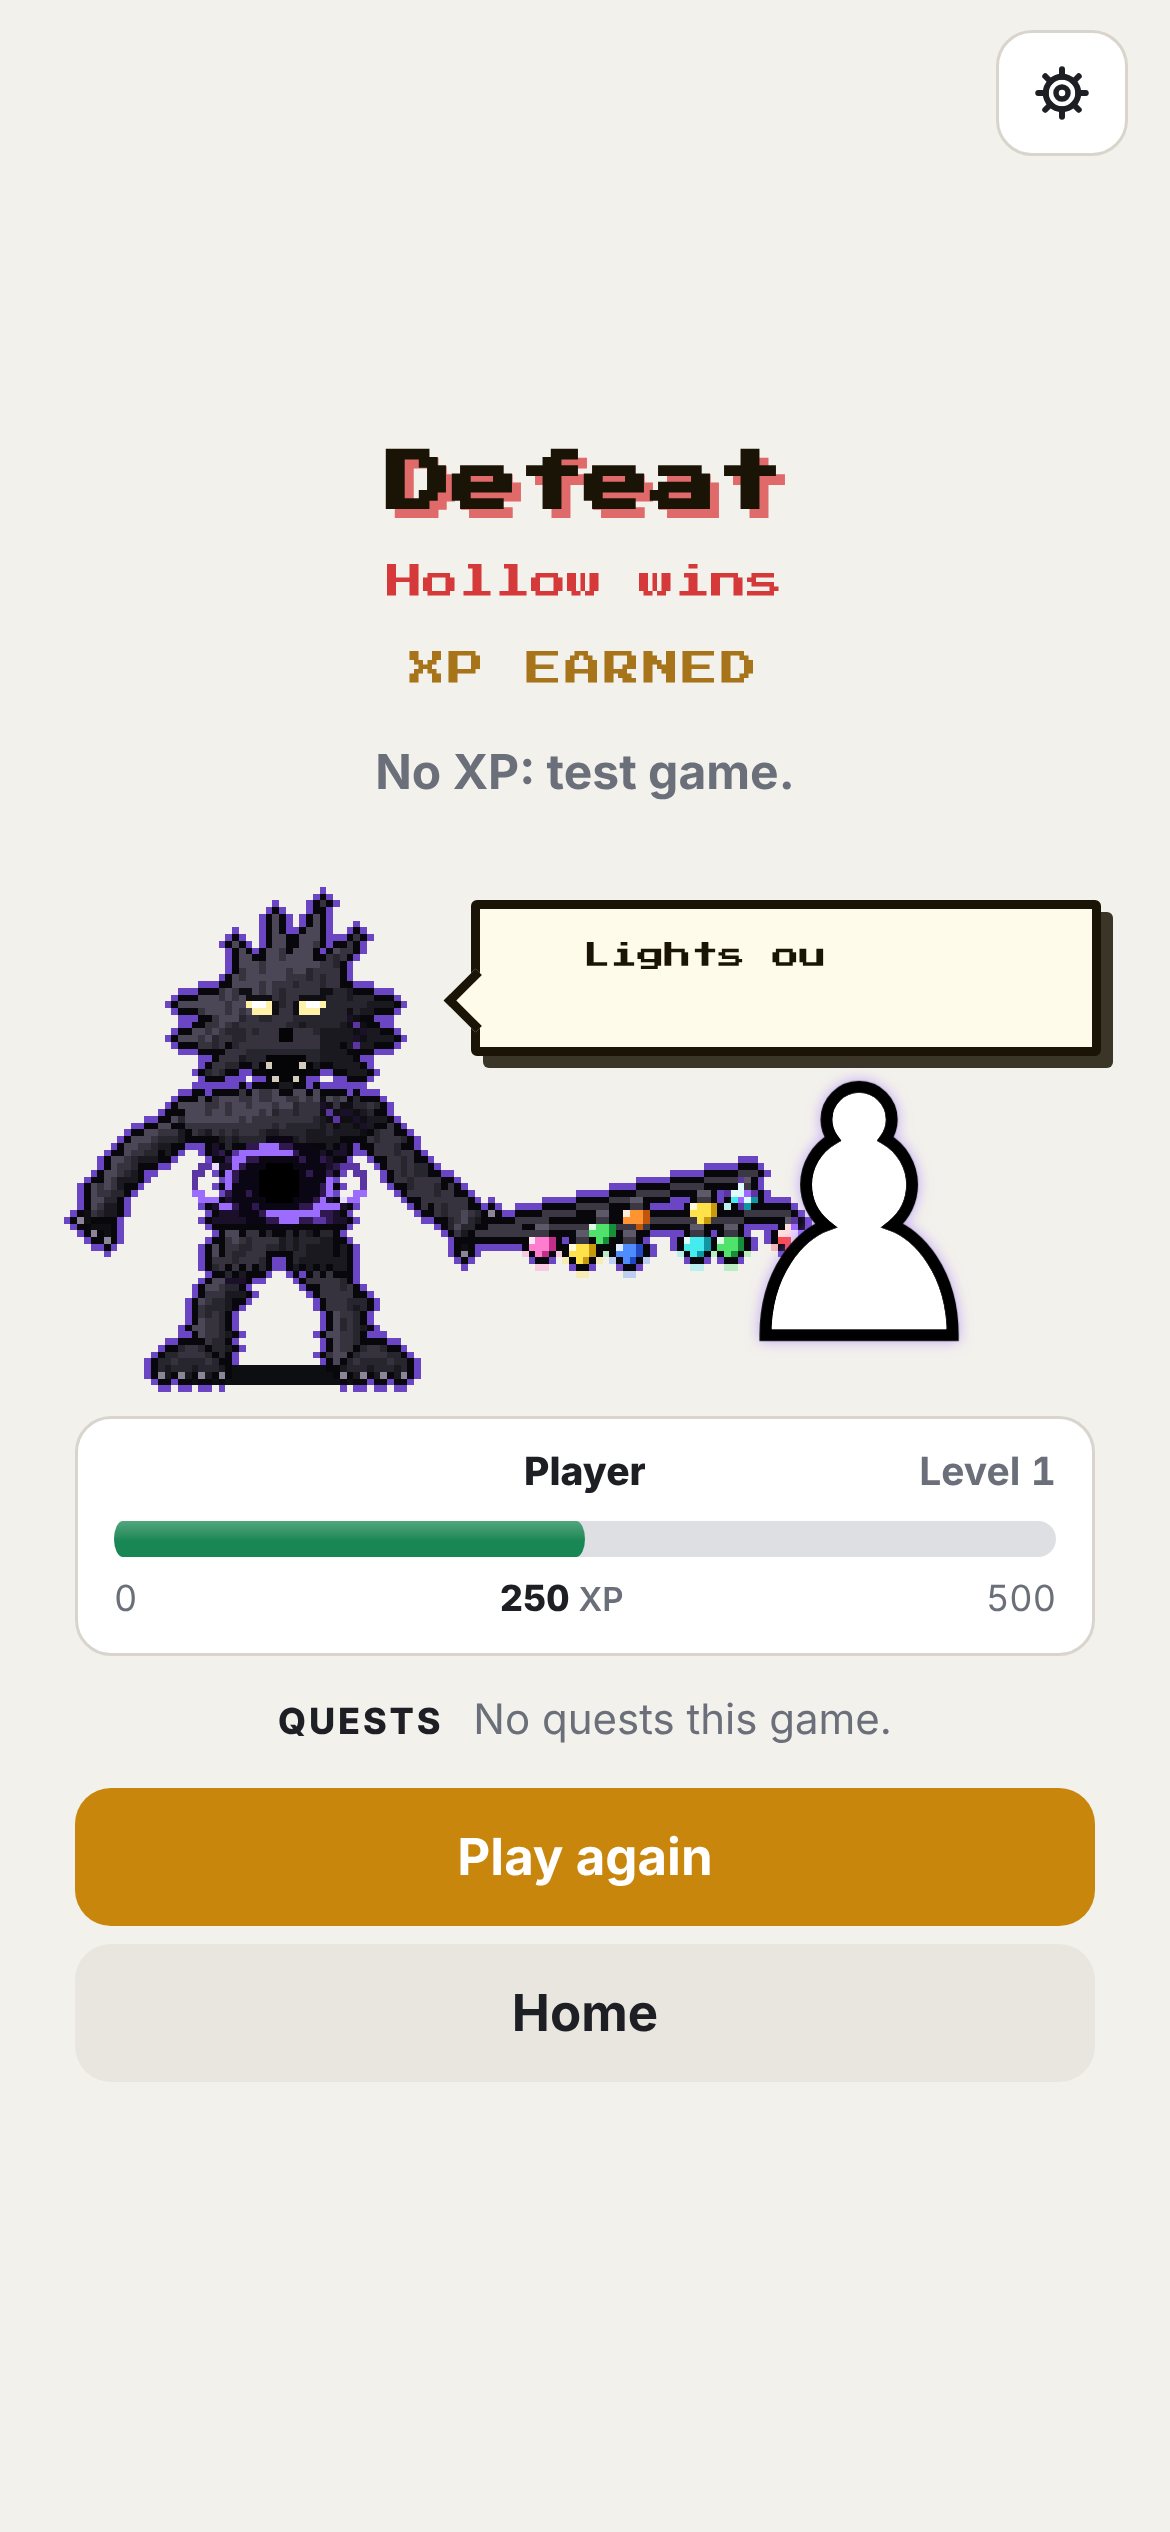 Defeat
Hollow wins
XP EARNED
No XP: test game.
Lights ou
Player
Level 1
0
250 XP
500
QUESTS No quests this game.
Play again
Home